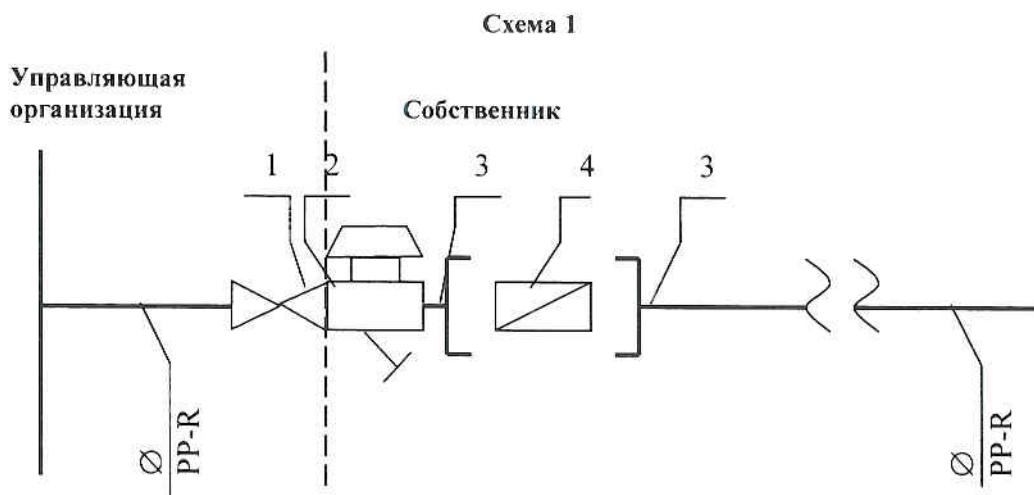 Схема 1
Управляющая
организация
Собственник
1
2
3
4
3
Ø
PP-R
Ø
PP-R